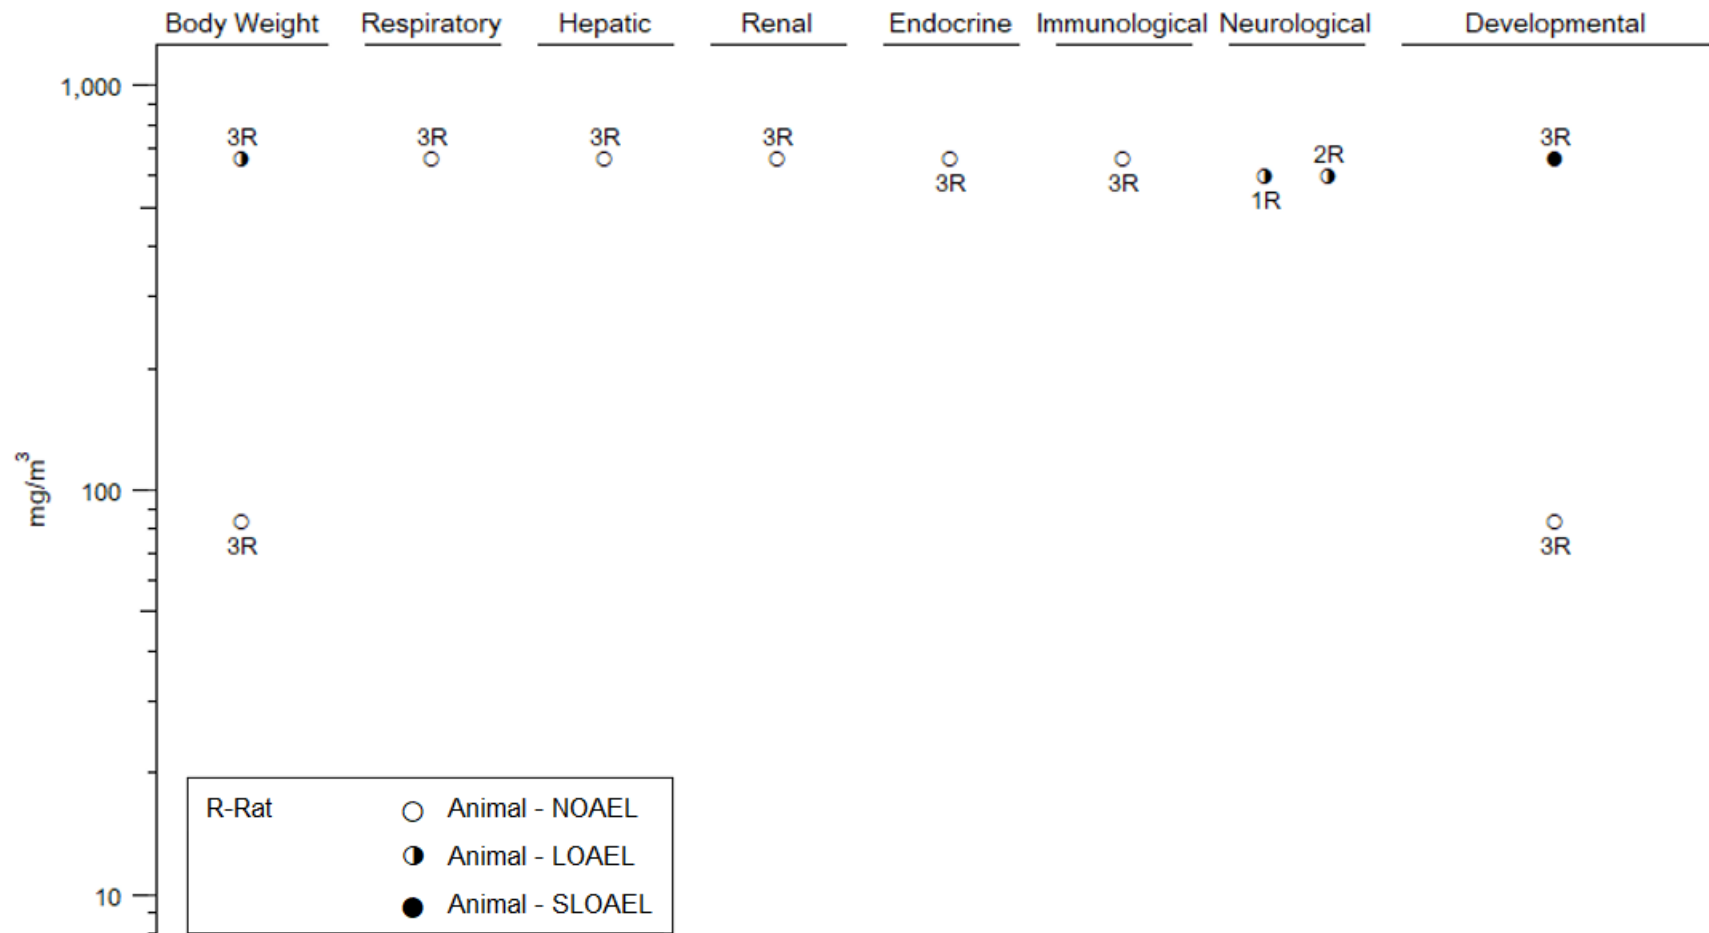 Body Weight Respiratory Hepatic Renal Endocrine Immunological Neurological Developmental
1,000
3R 3R 3R 3R 3R
2R
3R 3R
1R
mg/m³
100
3R 3R
R-Rat Animal - NOAEL
Animal - LOAEL
10
Animal - SLOAEL